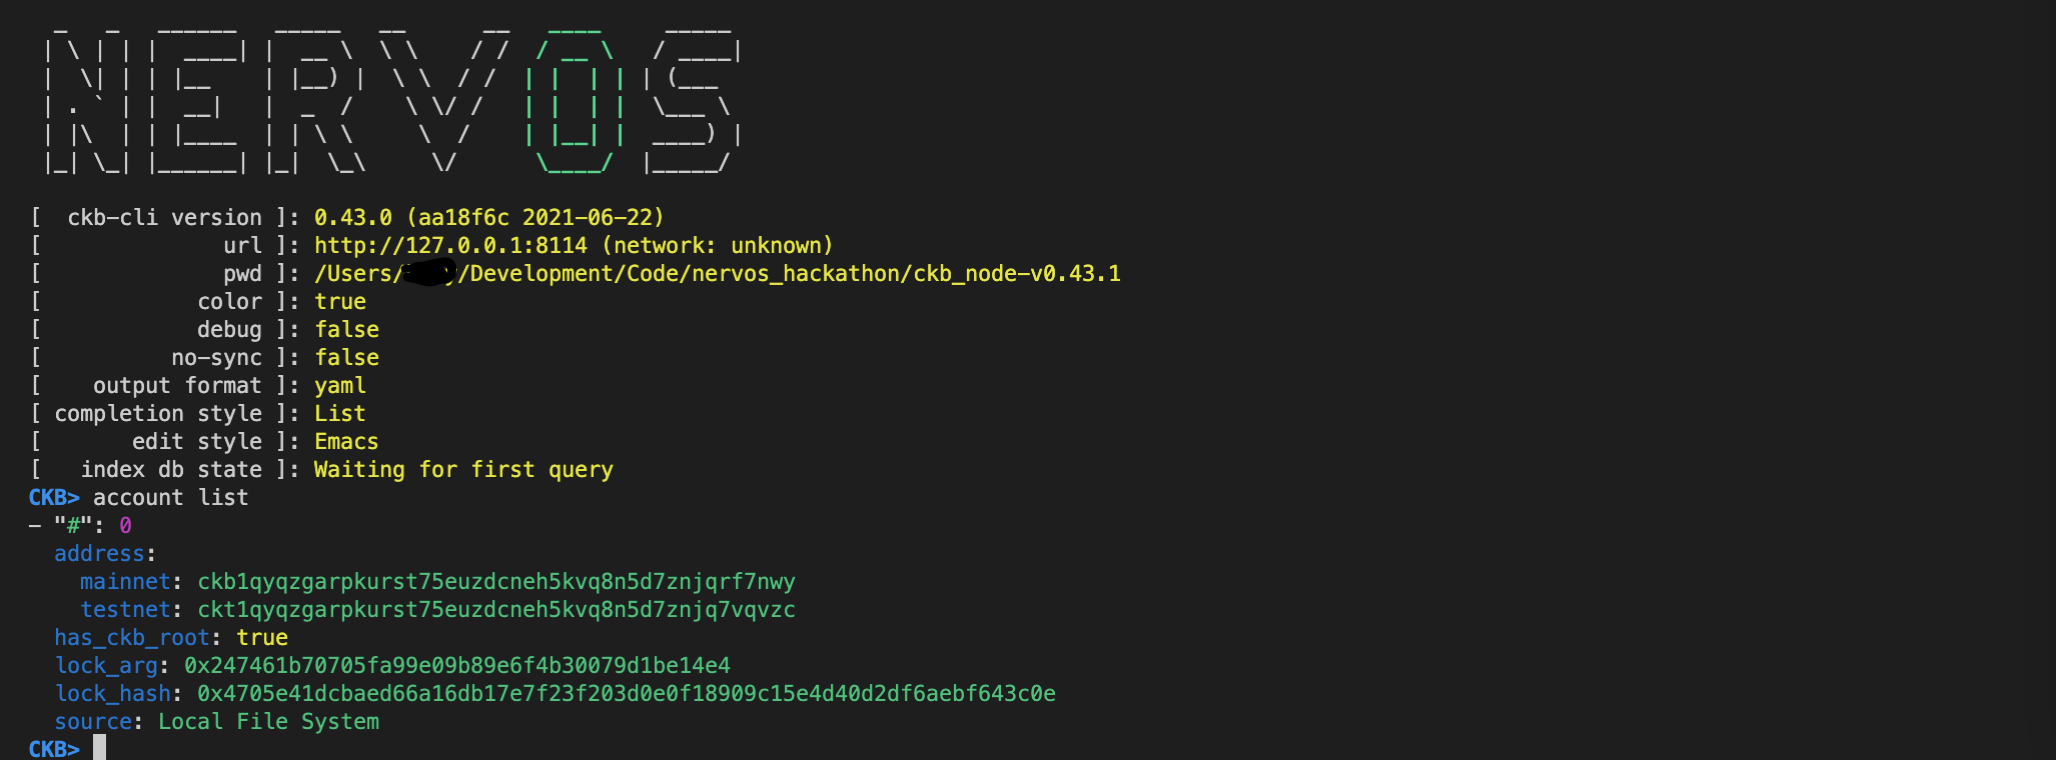 NERVOS
[  ckb-cli version ]: 0.43.0 (aa18f6c 2021-06-22)
[              url ]: http://127.0.0.1:8114 (network: unknown)
[              pwd ]: /Users/y/Development/Code/nervos_hackathon/ckb_node-v0.43.1
[            color ]: true
[            debug ]: false
[          no-sync ]: false
[    output format ]: yaml
[ completion style ]: List
[       edit style ]: Emacs
[   index db state ]: Waiting for first query
CKB> account list
- "#": 0
  address:
    mainnet: ckb1qyqzgarpkurst75euzdcneh5kvq8n5d7znjqrf7nwy
    testnet: ckt1qyqzgarpkurst75euzdcneh5kvq8n5d7znjq7vqvzc
  has_ckb_root: true
  lock_arg: 0x247461b70705fa99e09b89e6f4b30079d1be14e4
  lock_hash: 0x4705e41dcbaed66a16db17e7f23f203d0e0f18909c15e4d40d2df6aebf643c0e
  source: Local File System
CKB>